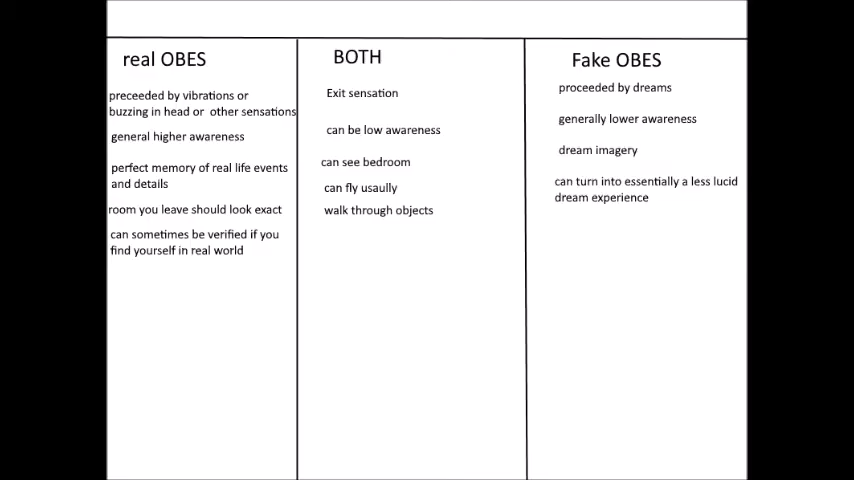 real OBES
preceeded by vibrations or
buzzing in head or other sensations
general higher awareness
perfect memory of real life events
and details
room you leave should look exact
can sometimes be verified if you
find yourself in real world
BOTH
Exit sensation
can be low awareness
can see bedroom
can fly usaully
walk through objects
Fake OBES
proceeded by dreams
generally lower awareness
dream imagery
can turn into essentially a less lucid
dream experience